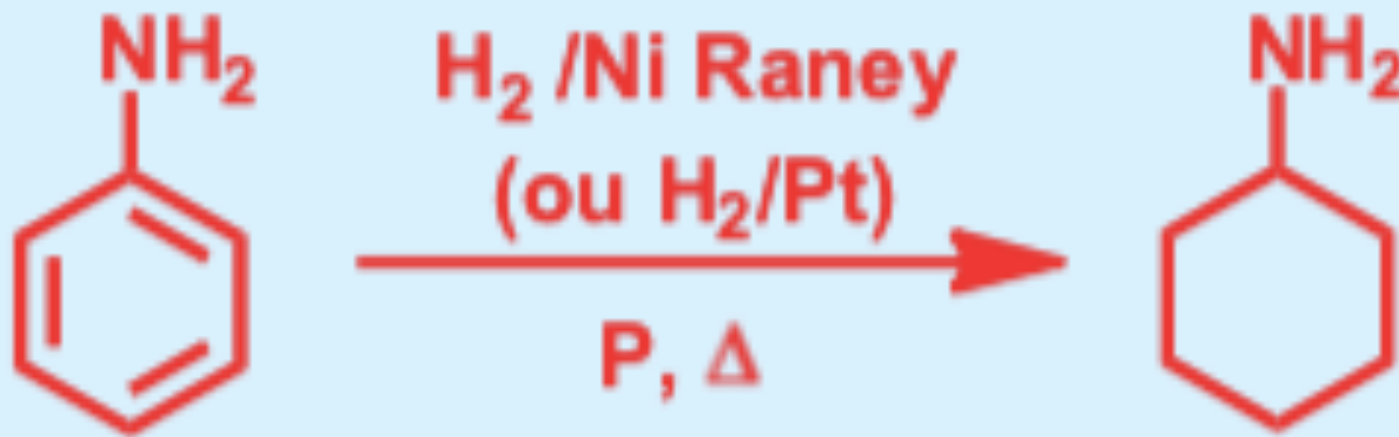 NH₂
H₂ /Ni Raney
(ou H₂/Pt)
P, Δ
NH₂